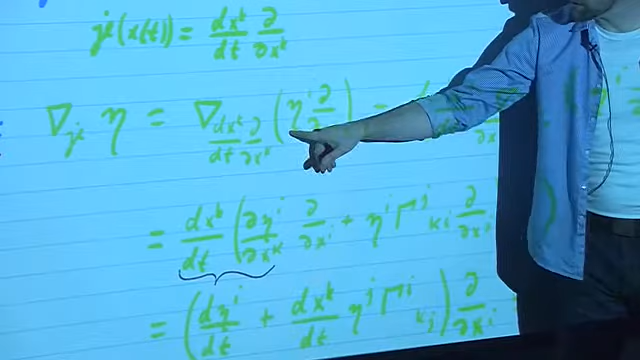 γ̇(x(t)) = dx^k/dt ∂/∂x^k
∇_γ̇ η = ∇_{dx^k/dt ∂/∂x^k} (η^i ∂/∂
= dx^k/dt (∂η^i/∂x^k ∂/∂x^i + η^i Γ^j_{ki} ∂/∂x^j
= (dη^i/dt + dx^k/dt η^j Γ^i_{kj}) ∂/∂x^i